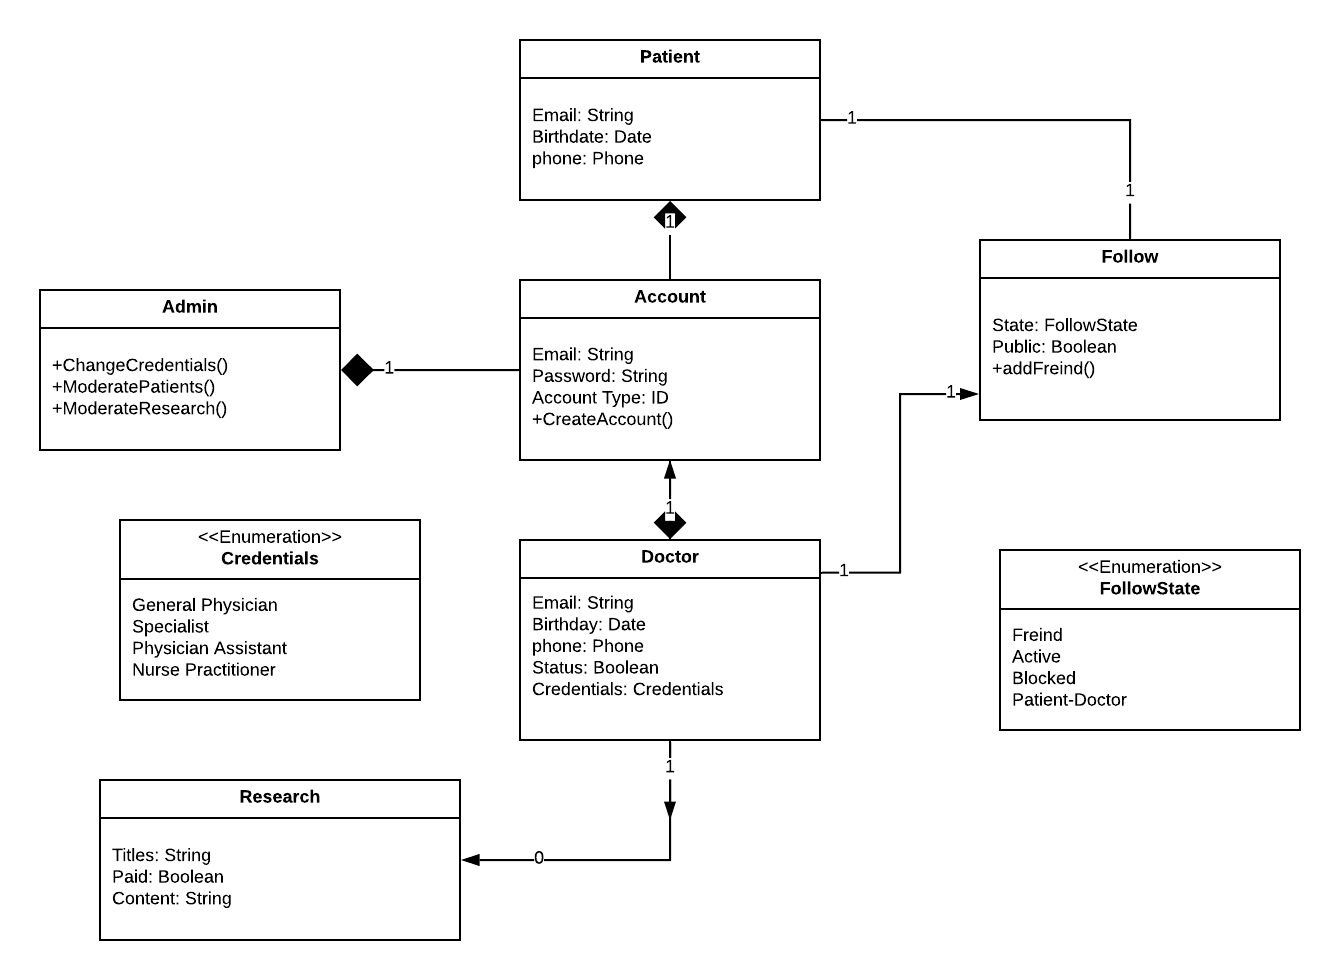 Patient
Email: String
Birthdate: Date
phone: Phone
1
1
1
Follow
State: FollowState
Public: Boolean
+addFreind()
Account
Email: String
Password: String
Account Type: ID
+CreateAccount()
Admin
+ChangeCredentials()
+ModeratePatients()
+ModerateResearch()
1
1
1
1
<<Enumeration>>
Credentials
General Physician
Specialist
Physician Assistant
Nurse Practitioner
Doctor
Email: String
Birthday: Date
phone: Phone
Status: Boolean
Credentials: Credentials
<<Enumeration>>
FollowState
Freind
Active
Blocked
Patient-Doctor
1
Research
Titles: String
Paid: Boolean
Content: String
0